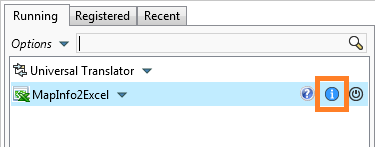 Running Registered Recent
Options
Universal Translator
MapInfo2Excel